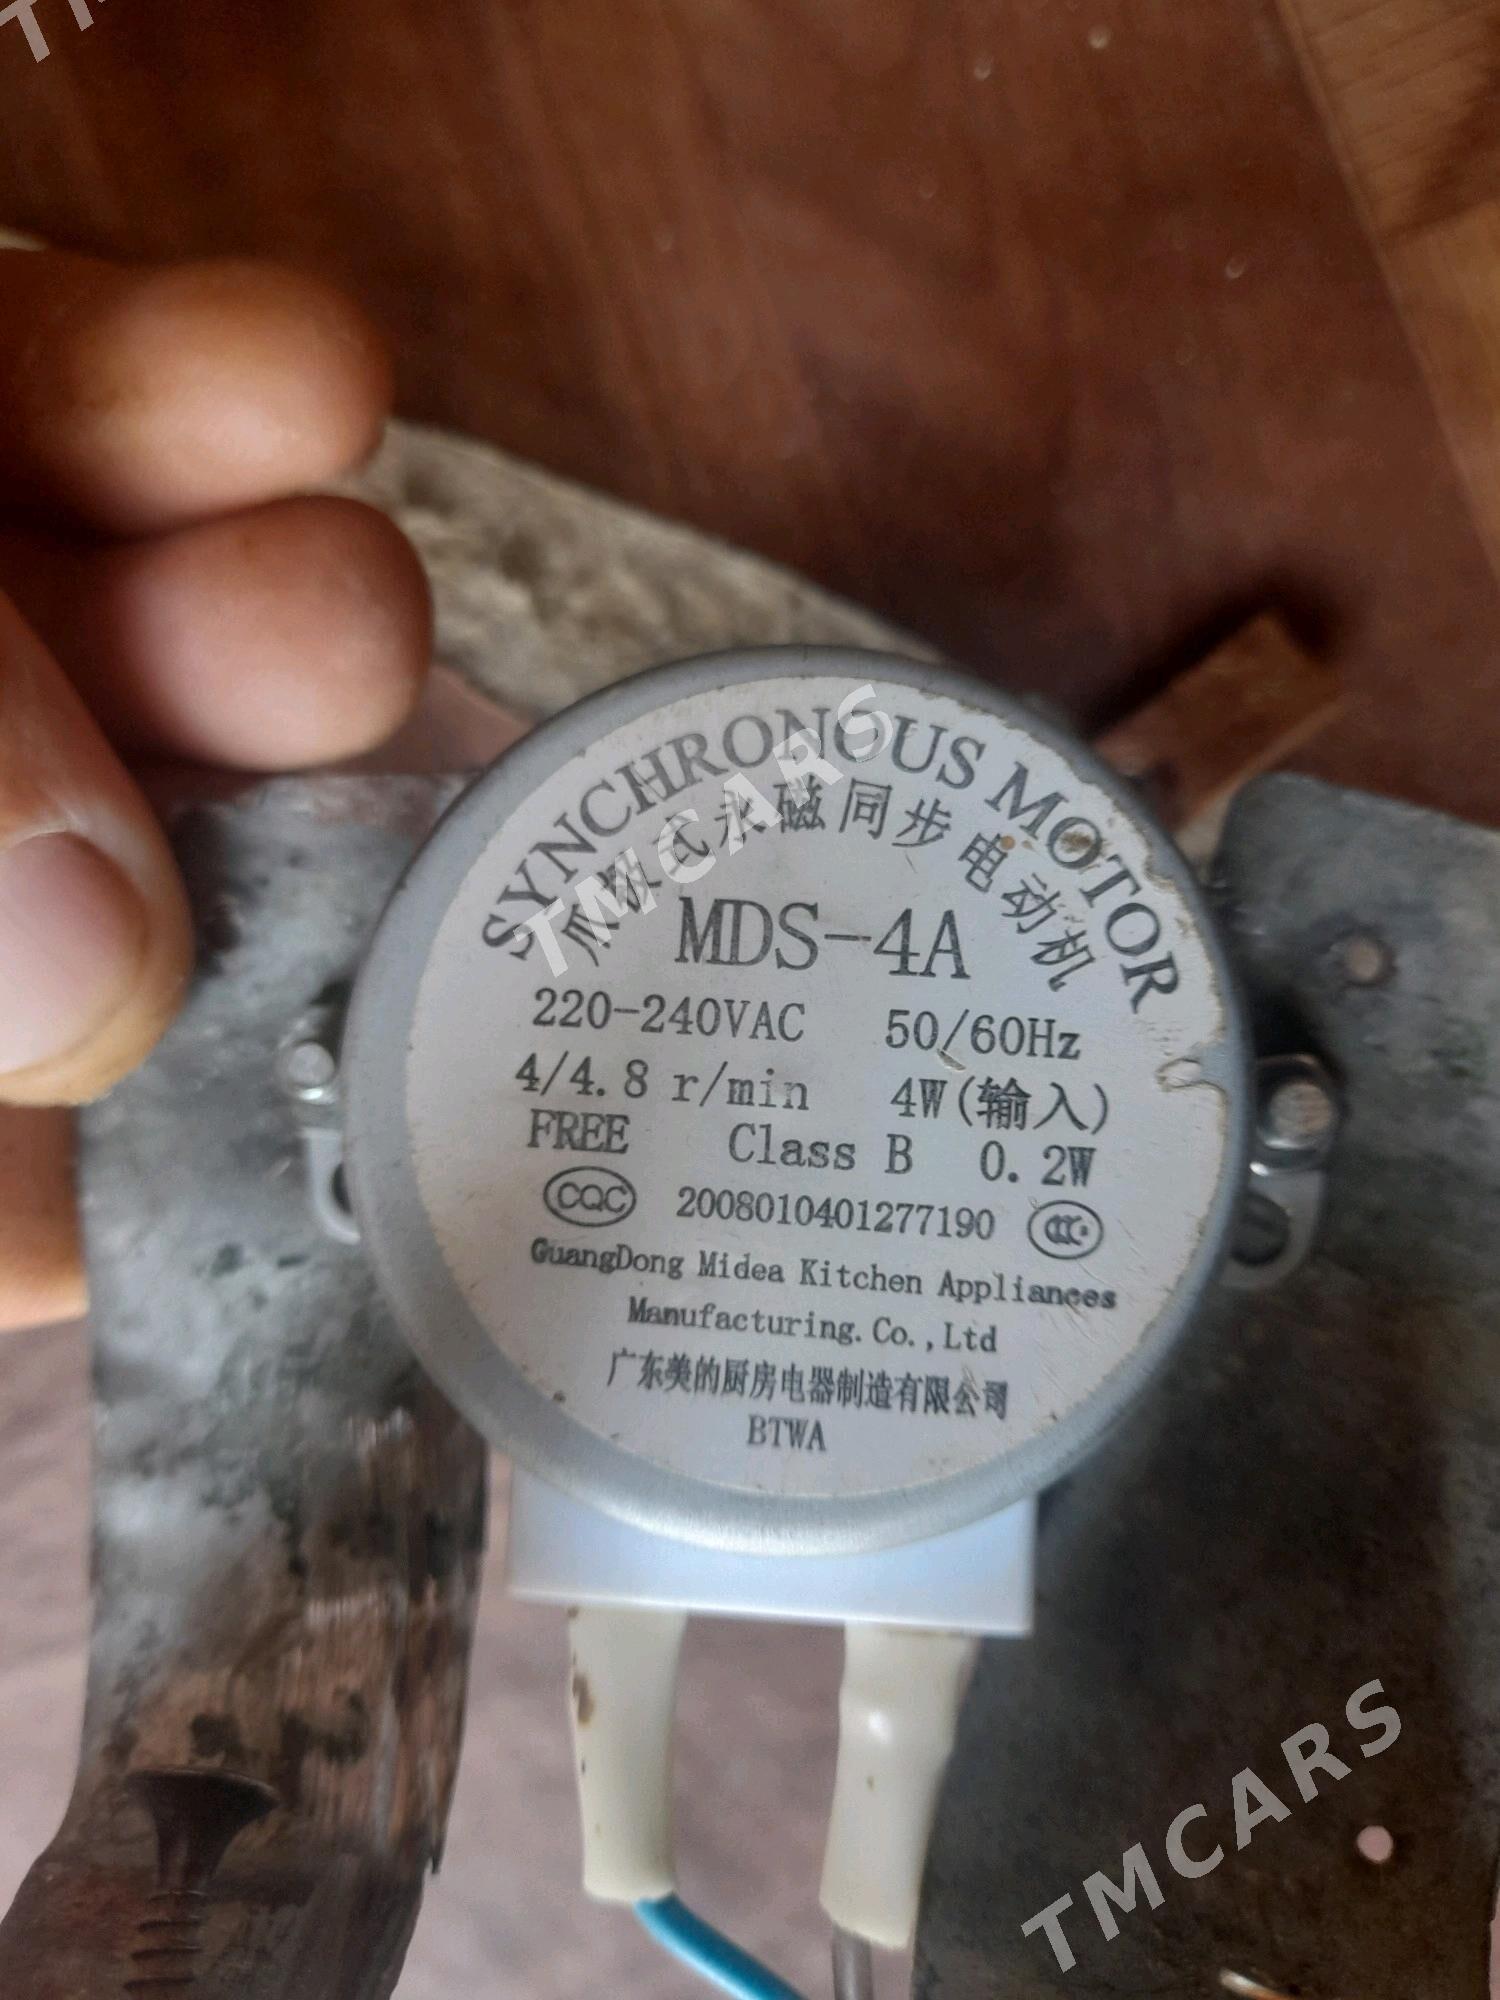 SYNCHRONOUS MOTOR
爪极式永磁同步电动机
MDS-4A
220-240VAC 50/60Hz
4/4.8 r/min 4W(输入)
FREE Class B 0.2W
CQC 2008010401277190 CCC
GuangDong Midea Kitchen Appliances
Manufacturing.Co.,Ltd
广东美的厨房电器制造有限公司
BTWA
TMCARS
TMCARS